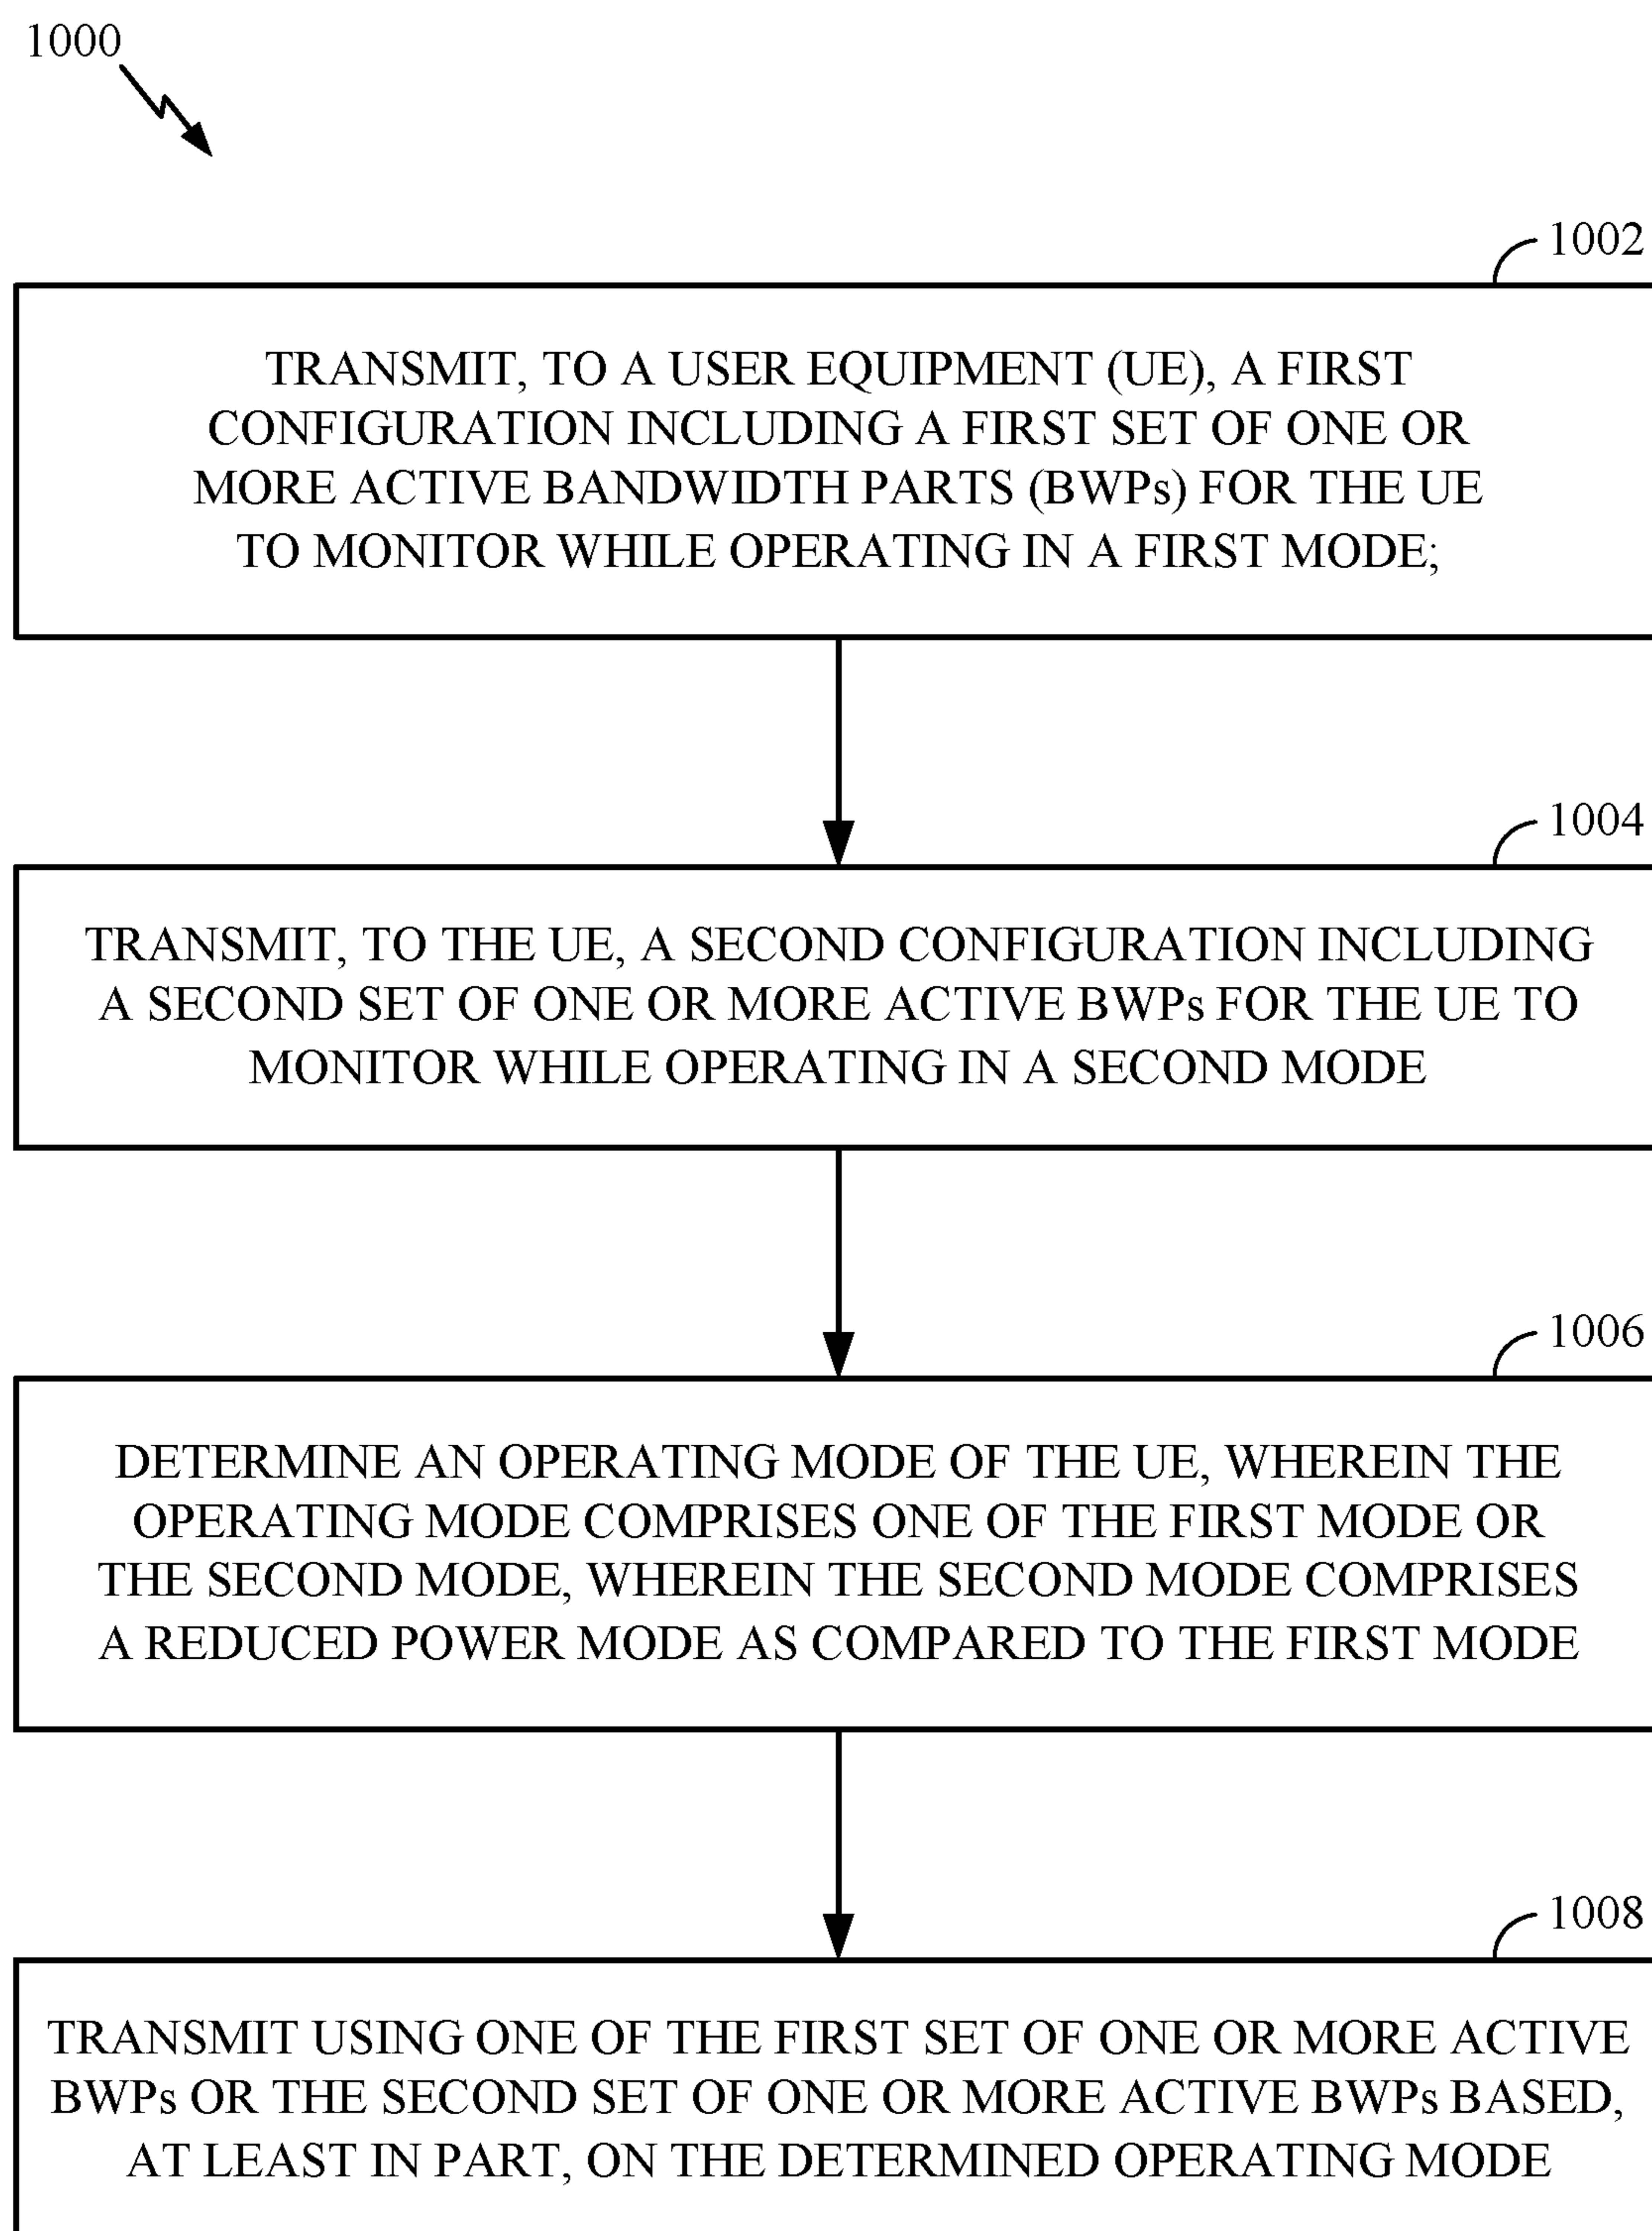 1000
1002
TRANSMIT, TO A USER EQUIPMENT (UE), A FIRST
CONFIGURATION INCLUDING A FIRST SET OF ONE OR
MORE ACTIVE BANDWIDTH PARTS (BWPs) FOR THE UE
TO MONITOR WHILE OPERATING IN A FIRST MODE;
1004
TRANSMIT, TO THE UE, A SECOND CONFIGURATION INCLUDING
A SECOND SET OF ONE OR MORE ACTIVE BWPs FOR THE UE TO
MONITOR WHILE OPERATING IN A SECOND MODE
1006
DETERMINE AN OPERATING MODE OF THE UE, WHEREIN THE
OPERATING MODE COMPRISES ONE OF THE FIRST MODE OR
THE SECOND MODE, WHEREIN THE SECOND MODE COMPRISES
A REDUCED POWER MODE AS COMPARED TO THE FIRST MODE
1008
TRANSMIT USING ONE OF THE FIRST SET OF ONE OR MORE ACTIVE
BWPs OR THE SECOND SET OF ONE OR MORE ACTIVE BWPs BASED,
AT LEAST IN PART, ON THE DETERMINED OPERATING MODE